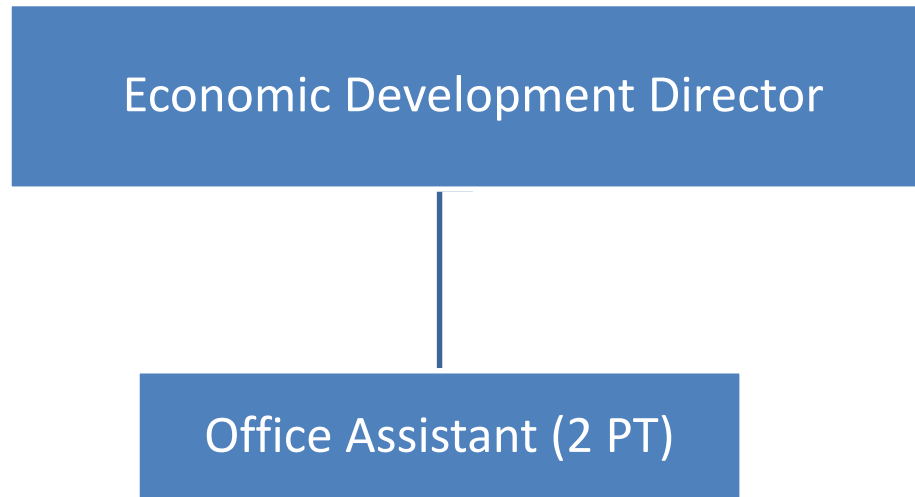 Economic Development Director
Office Assistant (2 PT)